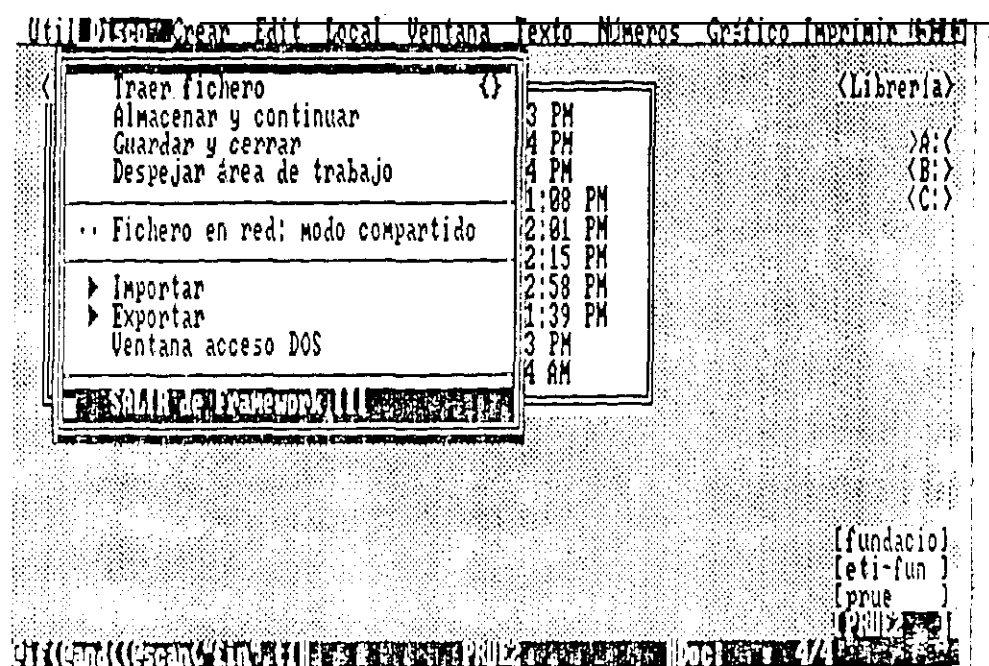 Util Disco Crear Edit Local Ventana Texto Números Gráfico Imprimir
Traer fichero {}
Almacenar y continuar
Guardar y cerrar
Despejar área de trabajo
·· Fichero en red: modo compartido
▶ Importar
▶ Exportar
Ventana acceso DOS
SALIR de Framework III
3 PM
4 PM
4 PM
1:08 PM
2:01 PM
2:15 PM
2:58 PM
1:39 PM
3 PM
4 AM
<Librería>
>A:<
<B:>
<C:>
[fundacio]
[eti-fun ]
[prue ]